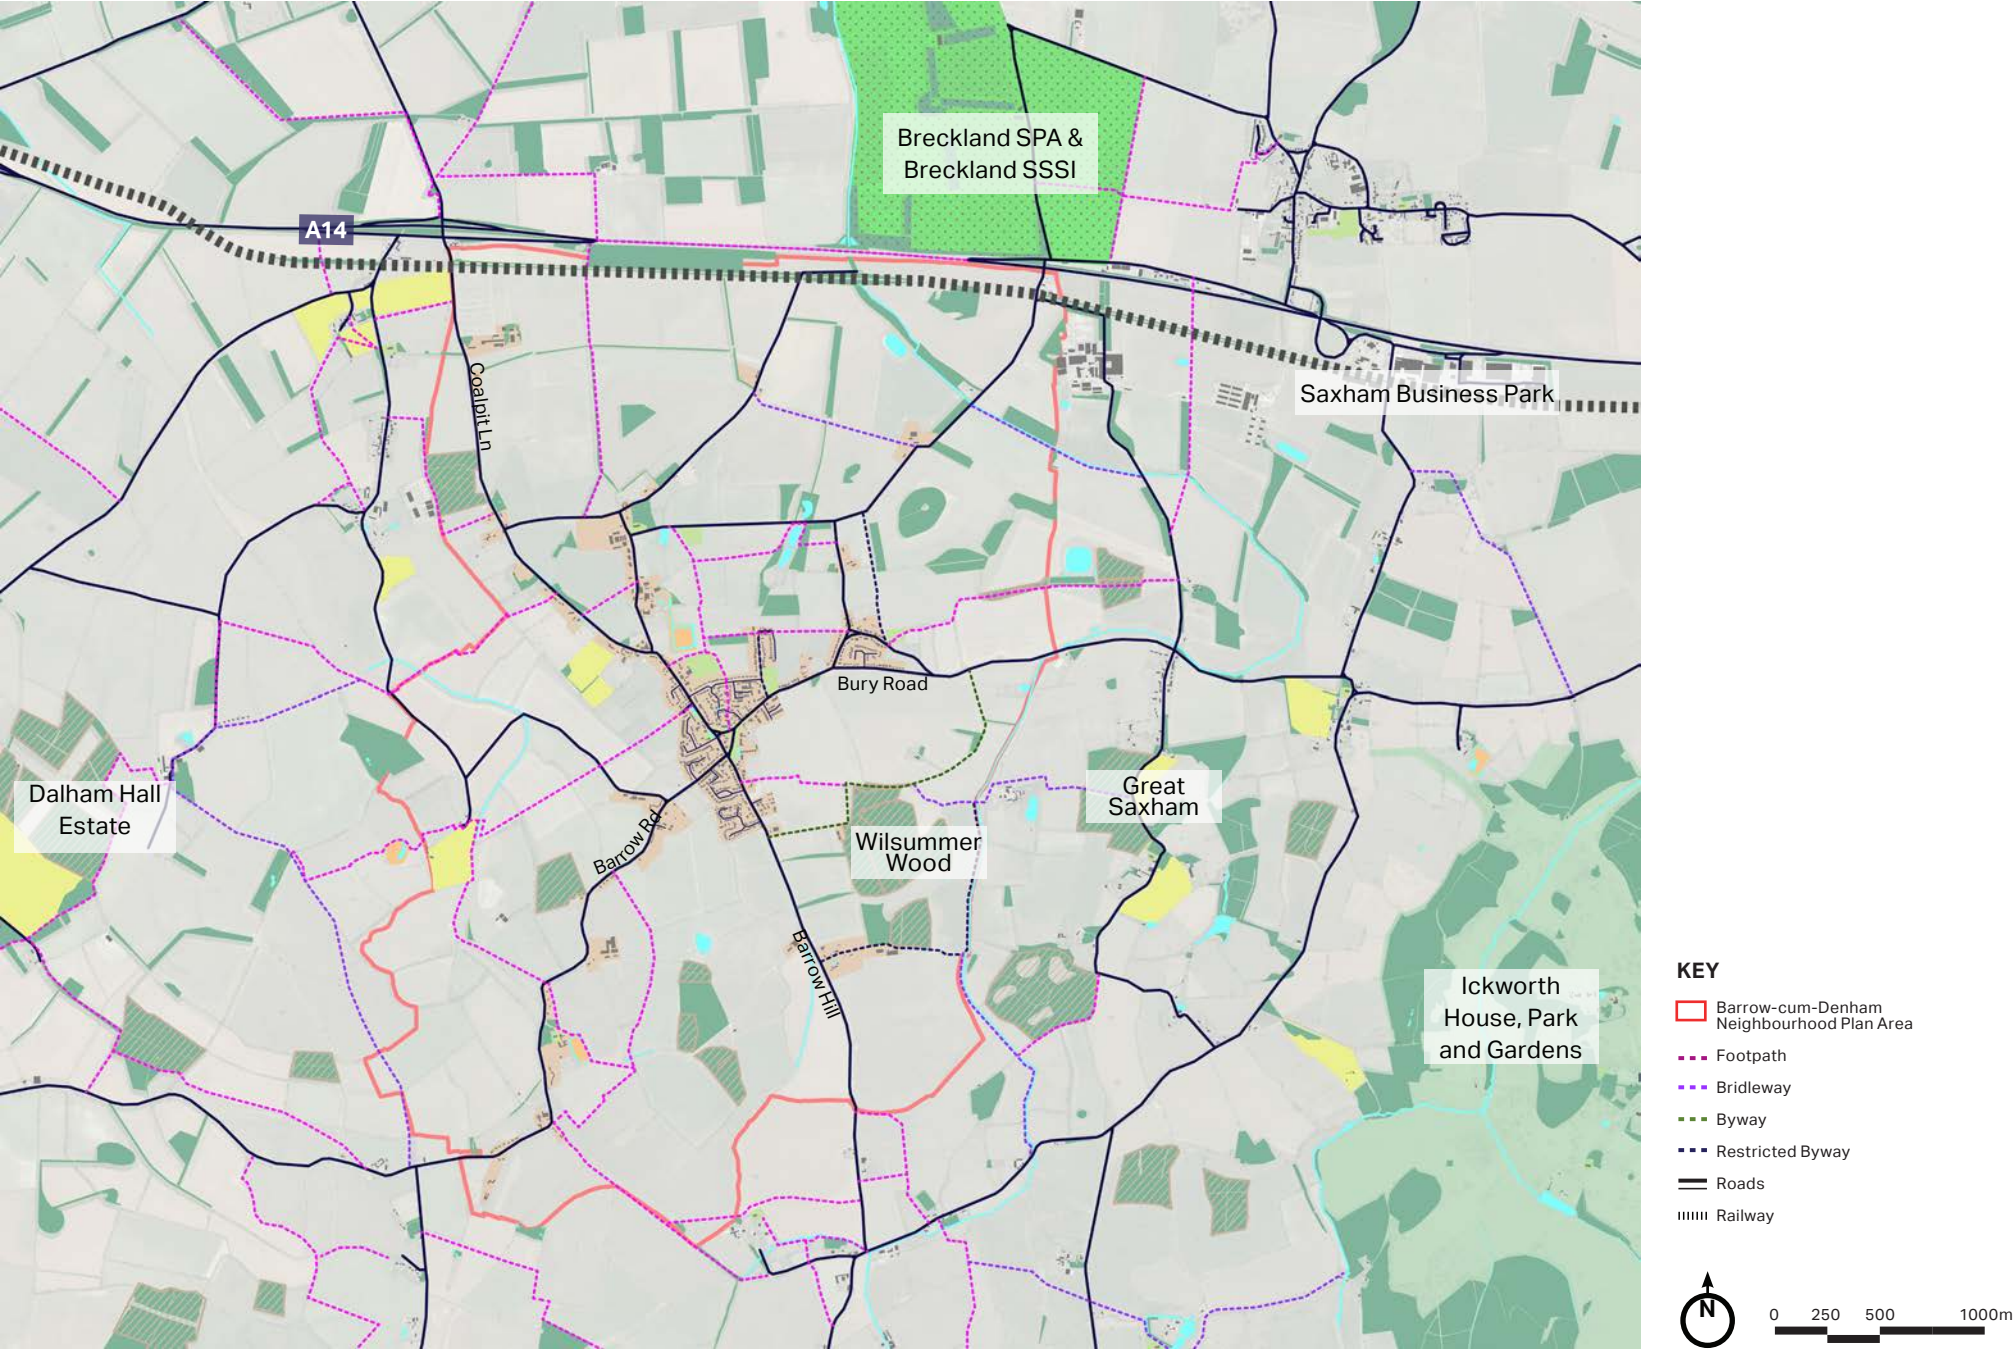 Breckland SPA &
Breckland SSSI
A14
Coalpit Ln
Saxham Business Park
Bury Road
Dalham Hall
Estate
Great
Saxham
Barrow Rd
Wilsummer
Wood
Barrow Hill
Ickworth
House, Park
and Gardens
KEY
Barrow-cum-Denham
Neighbourhood Plan Area
Footpath
Bridleway
Byway
Restricted Byway
Roads
Railway
N
0 250 500 1000m